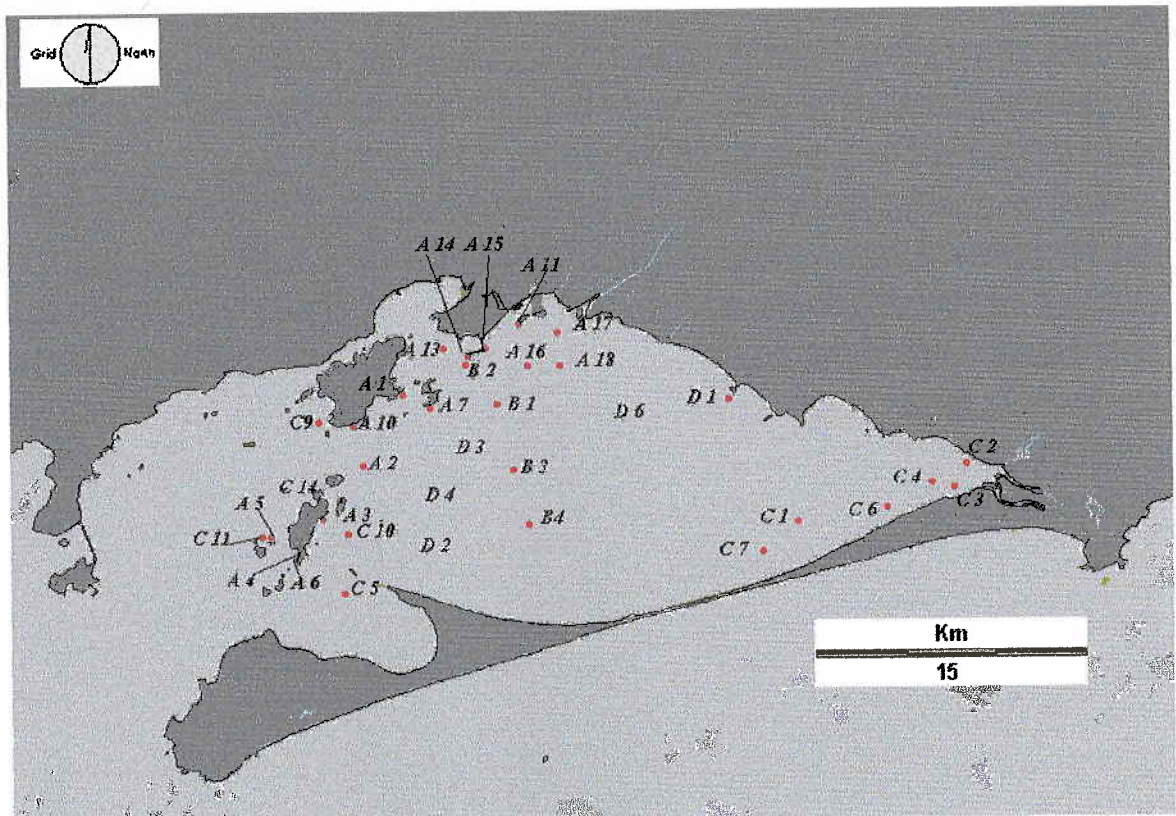 Grid North
A 14 A 15
A 11
A 17
A 13 A 16 A 18
B 2
A 1
A 7 B 1 D 6 D 1
C9 A 10
D 3
C 2
A 2 B 3
C 14 C 4 C 3
A 5 D 4
C 6
A 3 B4 C 1
C 11 C 10
D 2 C 7
A 4 A 6
C 5
Km
15